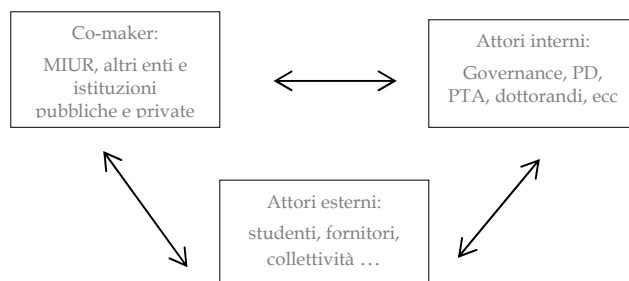 Co-maker:
MIUR, altri enti e
istituzioni
pubbliche e private
Attori interni:
Governance, PD,
PTA, dottorandi, ecc
Attori esterni:
studenti, fornitori,
collettività …